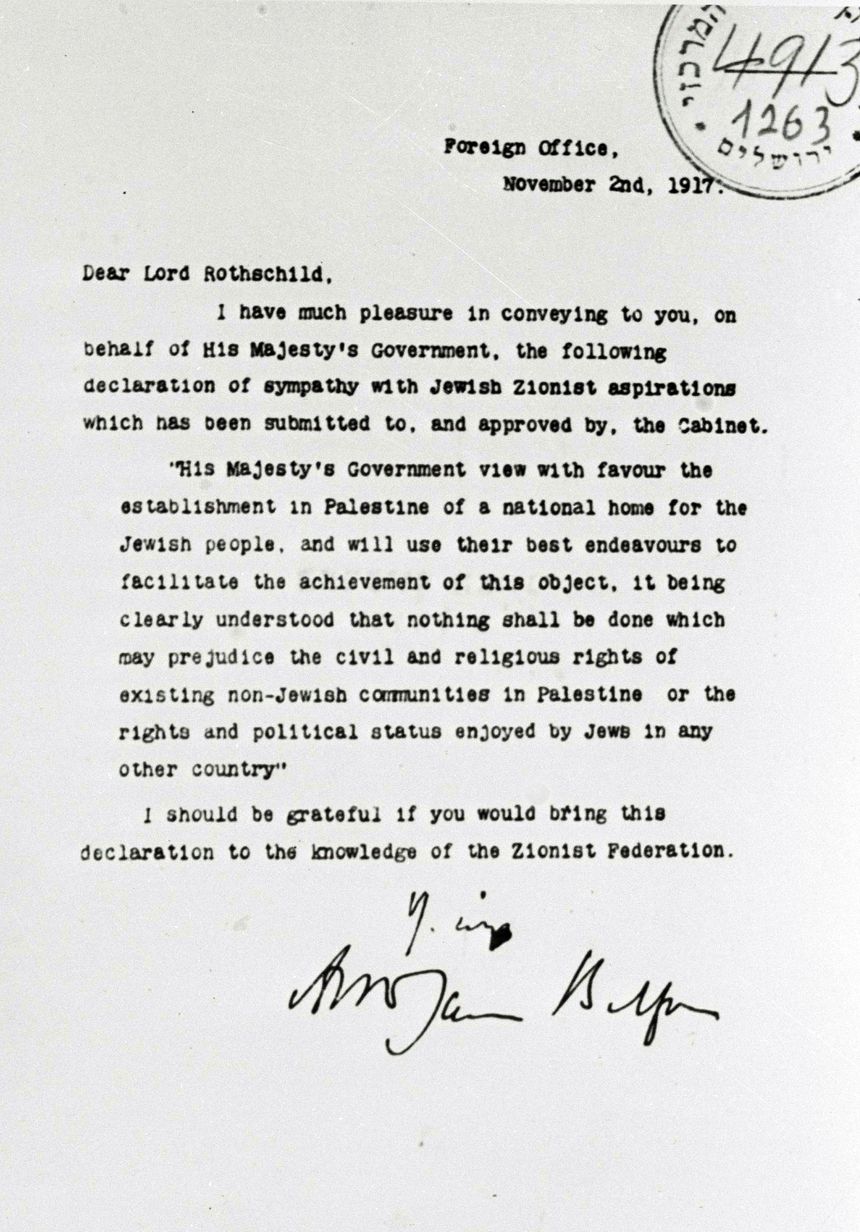 המרכזי
4913
1263
ירושלים
Foreign Office,
November 2nd, 1917.
Dear Lord Rothschild,
I have much pleasure in conveying to you, on
behalf of His Majesty's Government, the following
declaration of sympathy with Jewish Zionist aspirations
which has been submitted to, and approved by, the Cabinet.
"His Majesty's Government view with favour the
establishment in Palestine of a national home for the
Jewish people, and will use their best endeavours to
facilitate the achievement of this object, it being
clearly understood that nothing shall be done which
may prejudice the civil and religious rights of
existing non-Jewish communities in Palestine or the
rights and political status enjoyed by Jews in any
other country"
I should be grateful if you would bring this
declaration to the knowledge of the Zionist Federation.
Arthur James Balfour